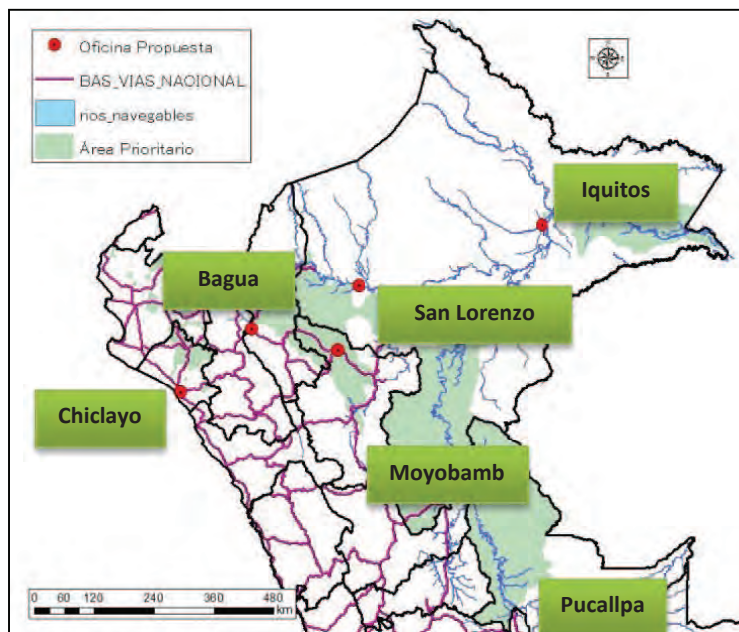 Oficina Propuesta
BAS_VIAS_NACIONAL
rios_navegables
Área Prioritario
Iquitos
Bagua
San Lorenzo
Chiclayo
Moyobamb
Pucallpa
0 30 60 120 240 360 480
km